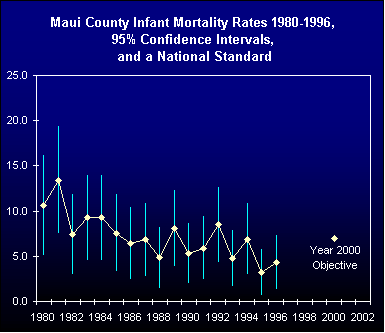 Maui County Infant Mortality Rates 1980-1996,
95% Confidence Intervals,
and a National Standard
25.0
20.0
15.0
10.0
5.0
0.0
Year 2000
Objective
1980 1982 1984 1986 1988 1990 1992 1994 1996 1998 2000 2002